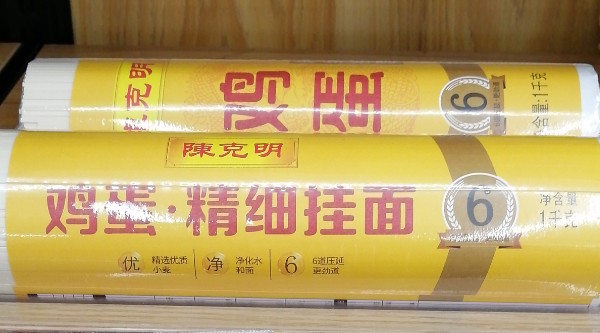 陳克明
鸡蛋
6
净含量:1千克
陳克明
鸡蛋·精细挂面
6
净含量
1千克
优 精选优质
小麦
净 净化水
和面
6 6道压延
更劲道